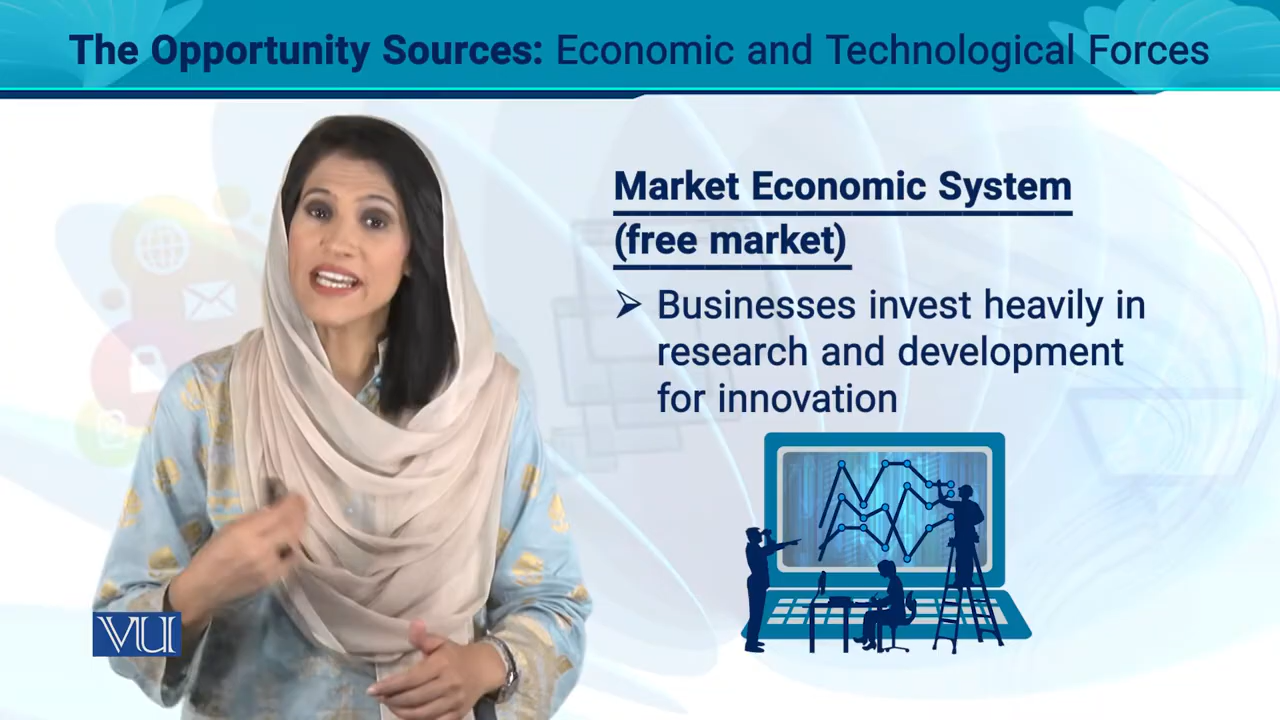 The Opportunity Sources: Economic and Technological Forces
Market Economic System
(free market)
➢ Businesses invest heavily in
research and development
for innovation
VU